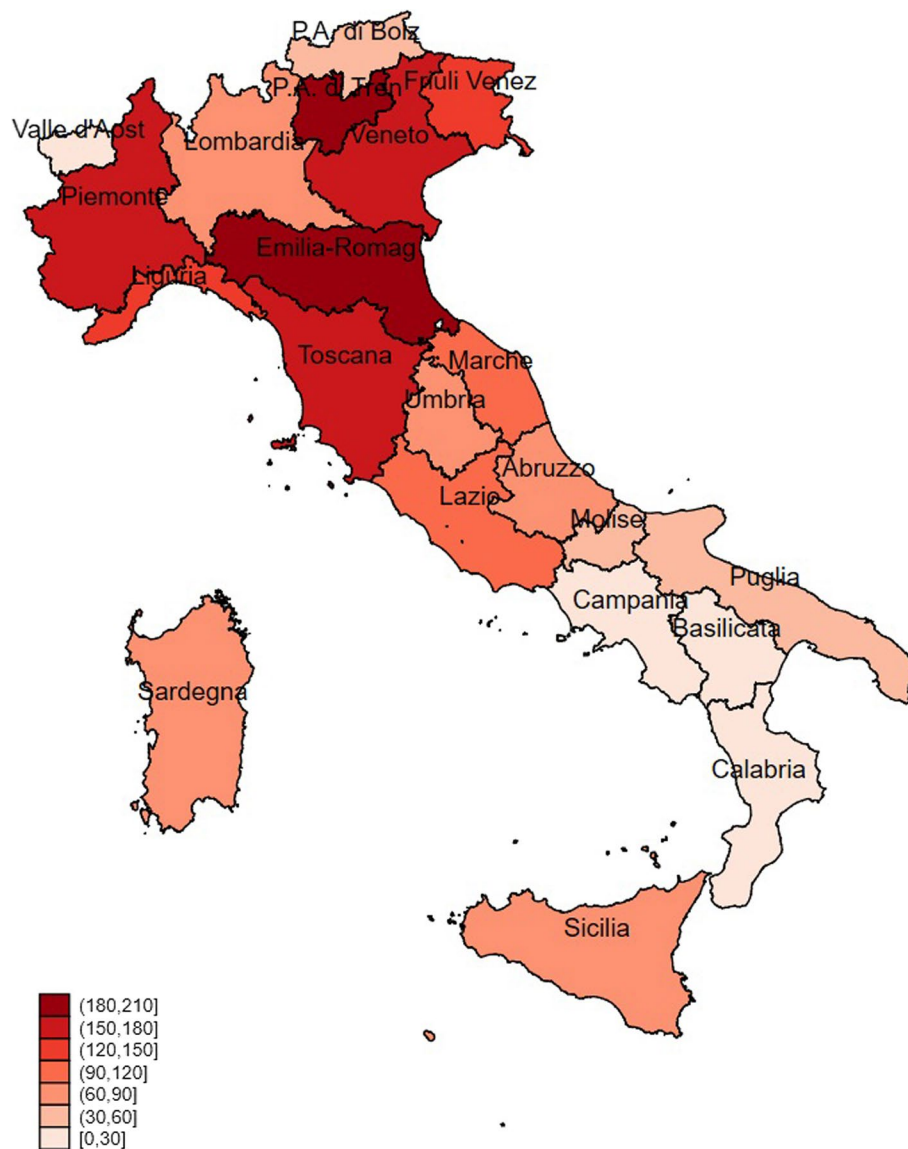 P.A. di Bolz
P.A. di Tren
Friuli Venez
Valle d'Aost
Lombardia
Veneto
Piemonte
Emilia-Romag
Liguria
Toscana
Marche
Umbria
Abruzzo
Lazio
Molise
Puglia
Campania
Basilicata
Sardegna
Calabria
Sicilia
(180,210]
(150,180]
(120,150]
(90,120]
(60,90]
(30,60]
[0,30]